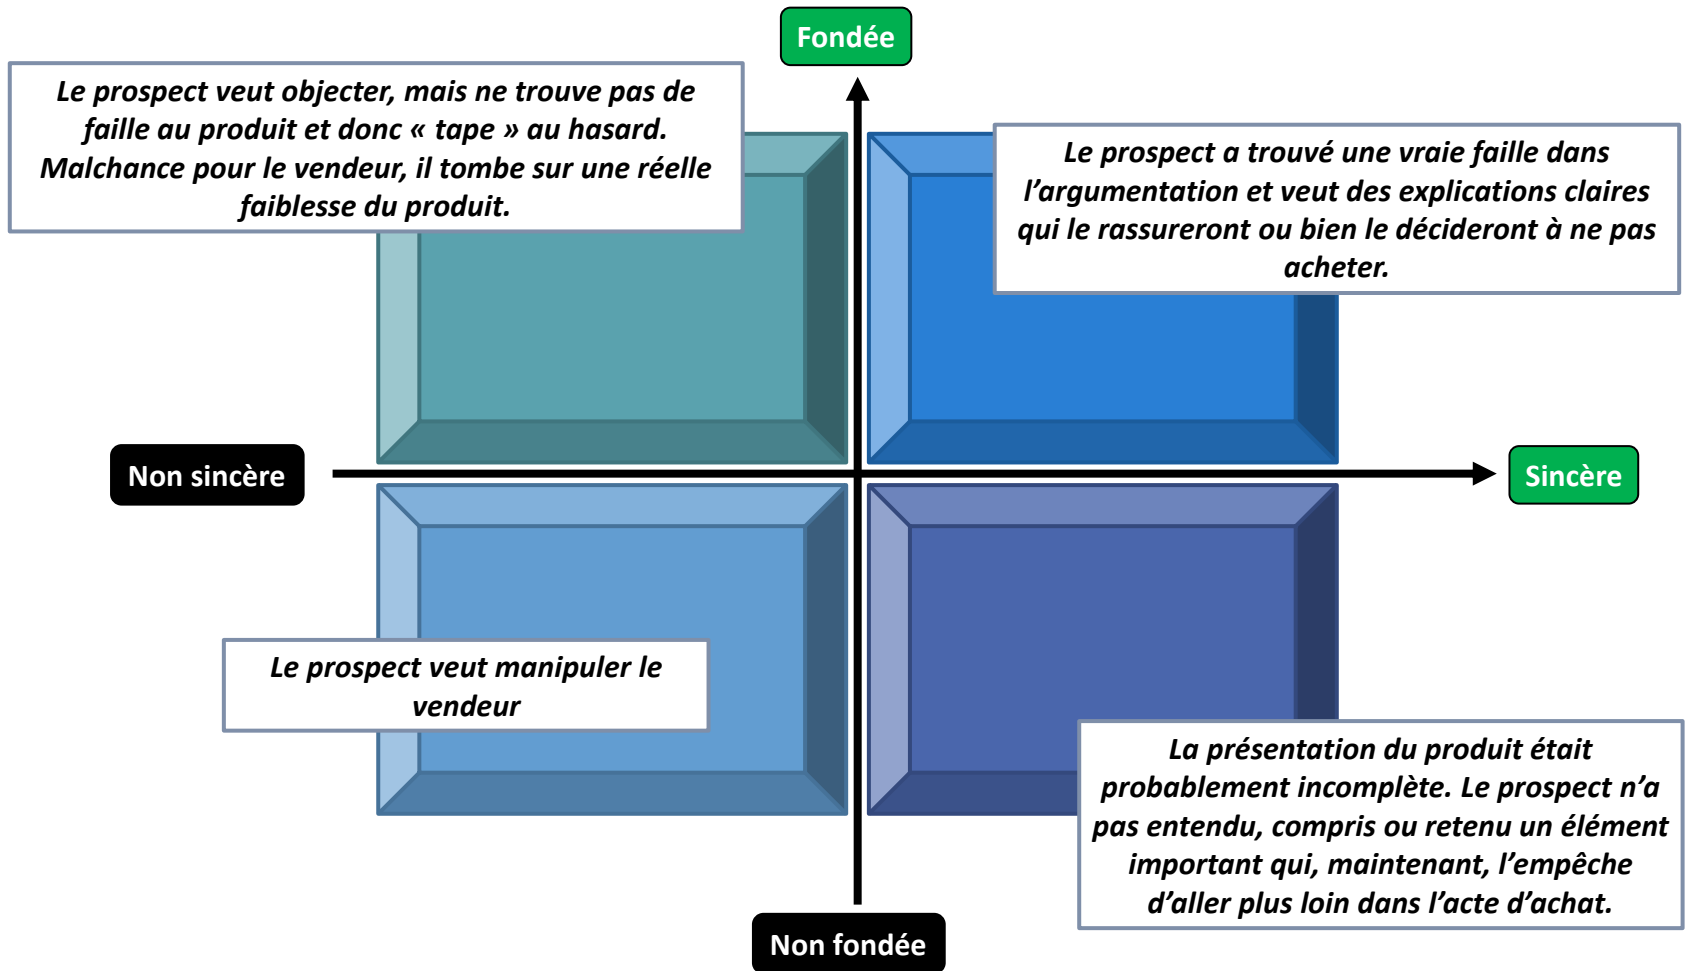 Fondée
Le prospect veut objecter, mais ne trouve pas de
faille au produit et donc « tape » au hasard.
Malchance pour le vendeur, il tombe sur une réelle
faiblesse du produit.
Le prospect a trouvé une vraie faille dans
l’argumentation et veut des explications claires
qui le rassureront ou bien le décideront à ne pas
acheter.
Non sincère
Sincère
Le prospect veut manipuler le
vendeur
La présentation du produit était
probablement incomplète. Le prospect n’a
pas entendu, compris ou retenu un élément
important qui, maintenant, l’empêche
d’aller plus loin dans l’acte d’achat.
Non fondée